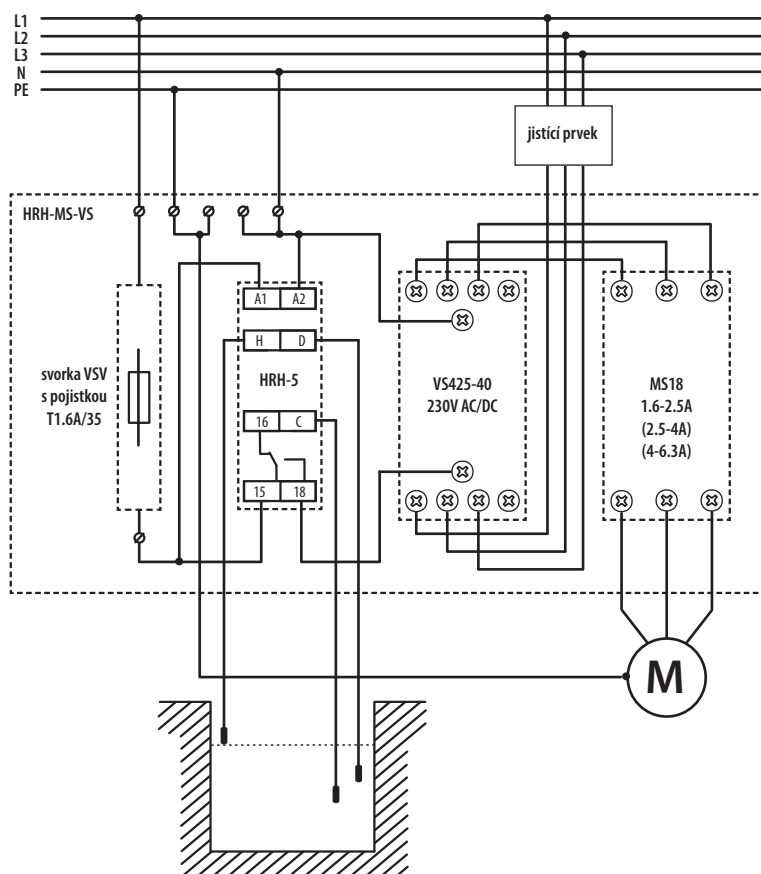 L1
L2
L3
N
PE
jistící prvek
HRH-MS-VS
A1 A2
H D
HRH-5
16 C
15 18
svorka VSV
s pojistkou
T1.6A/35
VS425-40
230V AC/DC
MS18
1.6-2.5A
(2.5-4A)
(4-6.3A)
M